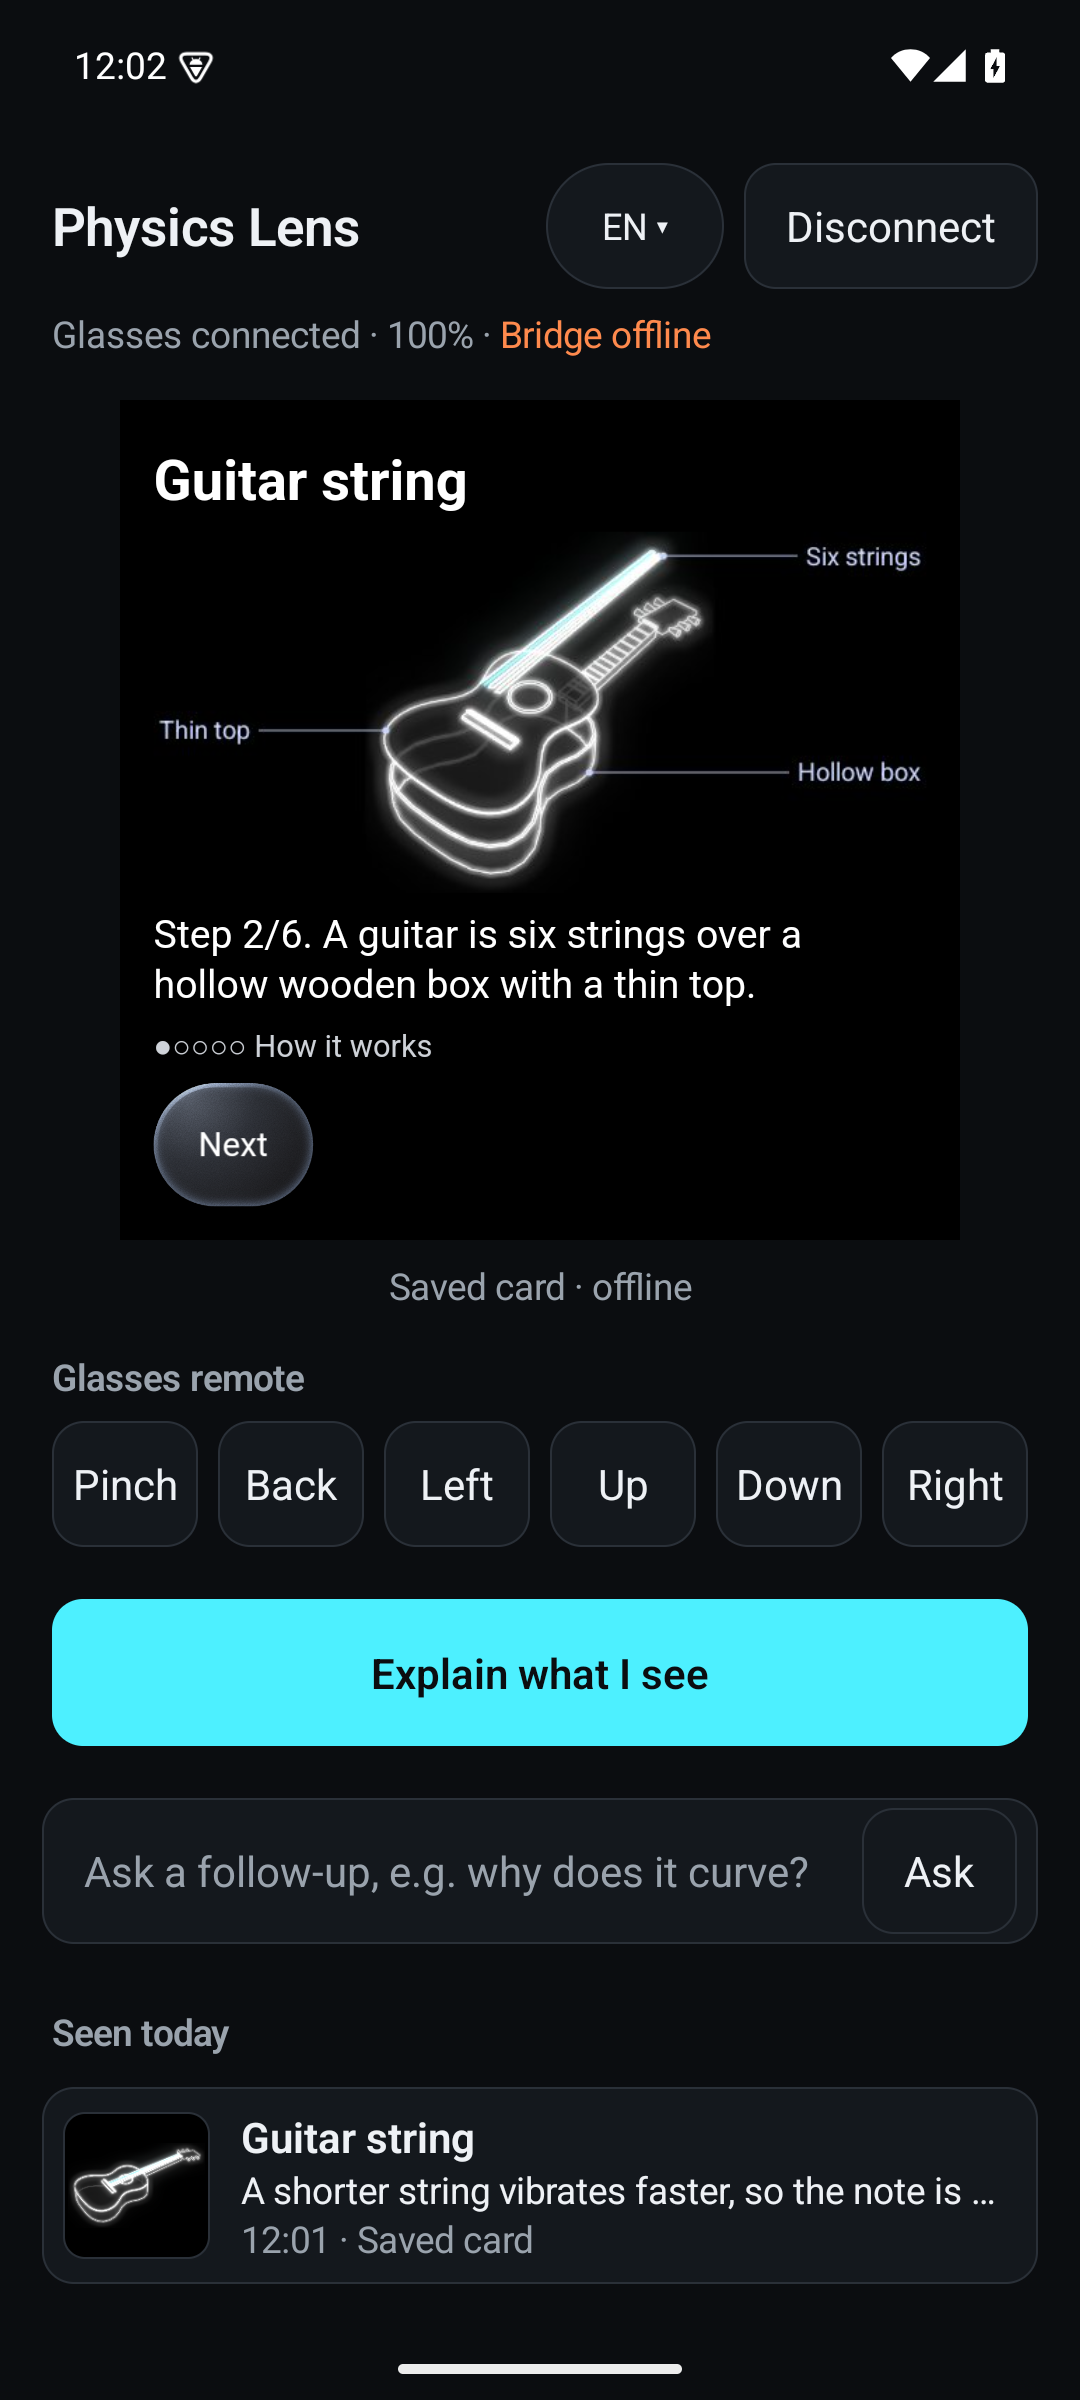 12:02
Physics Lens
EN ▾
Disconnect
Glasses connected · 100% · Bridge offline
Guitar string
Six strings
Thin top
Hollow box
Step 2/6. A guitar is six strings over a
hollow wooden box with a thin top.
●○○○○ How it works
Next
Saved card · offline
Glasses remote
Pinch
Back
Left
Up
Down
Right
Explain what I see
Ask a follow-up, e.g. why does it curve?
Ask
Seen today
Guitar string
A shorter string vibrates faster, so the note is ...
12:01 · Saved card